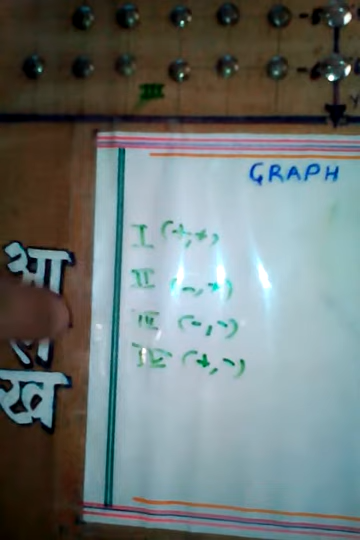 III
GRAPH
I (+,+)
II (-,+)
III (-,-)
IV (+,-)
आ
ले
ख